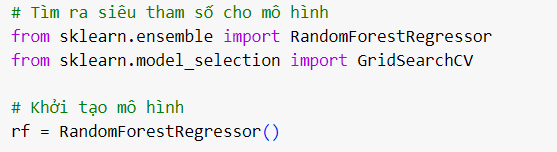 # Tìm ra siêu tham số cho mô hình
from sklearn.ensemble import RandomForestRegressor
from sklearn.model_selection import GridSearchCV
# Khởi tạo mô hình
rf = RandomForestRegressor()